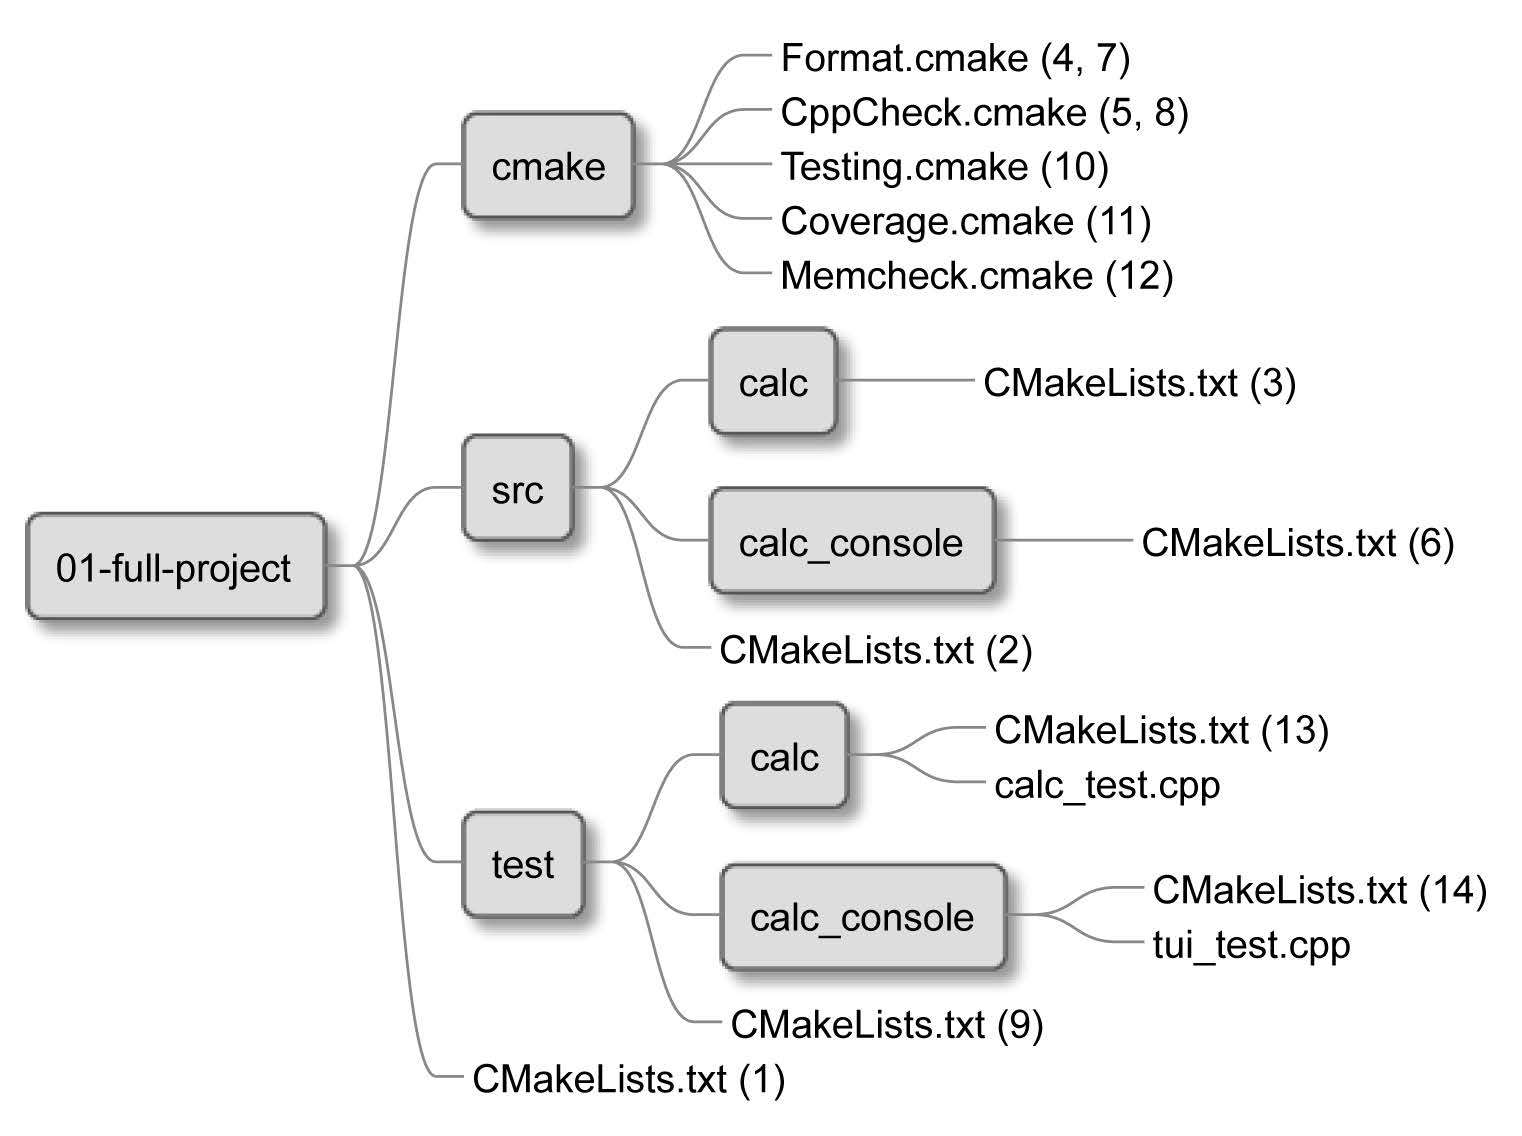 Format.cmake (4, 7)
CppCheck.cmake (5, 8)
cmake
Testing.cmake (10)
Coverage.cmake (11)
Memcheck.cmake (12)
calc
CMakeLists.txt (3)
src
calc_console
CMakeLists.txt (6)
01-full-project
CMakeLists.txt (2)
calc
CMakeLists.txt (13)
calc_test.cpp
test
calc_console
CMakeLists.txt (14)
tui_test.cpp
CMakeLists.txt (9)
CMakeLists.txt (1)